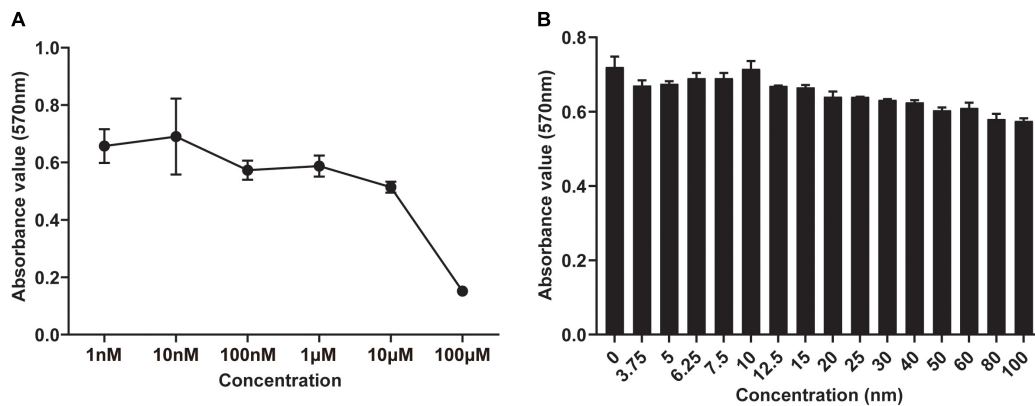 A
Absorbance value (570nm)
1.0
0.8
0.6
0.4
0.2
0.0
1nM 10nM 100nM 1μM 10μM 100μM
Concentration
B
Absorbance value (570nm)
0.8
0.6
0.4
0.2
0.0
0 3.75 5 6.25 7.5 10 12.5 15 20 25 30 40 50 60 80 100
Concentration (nm)